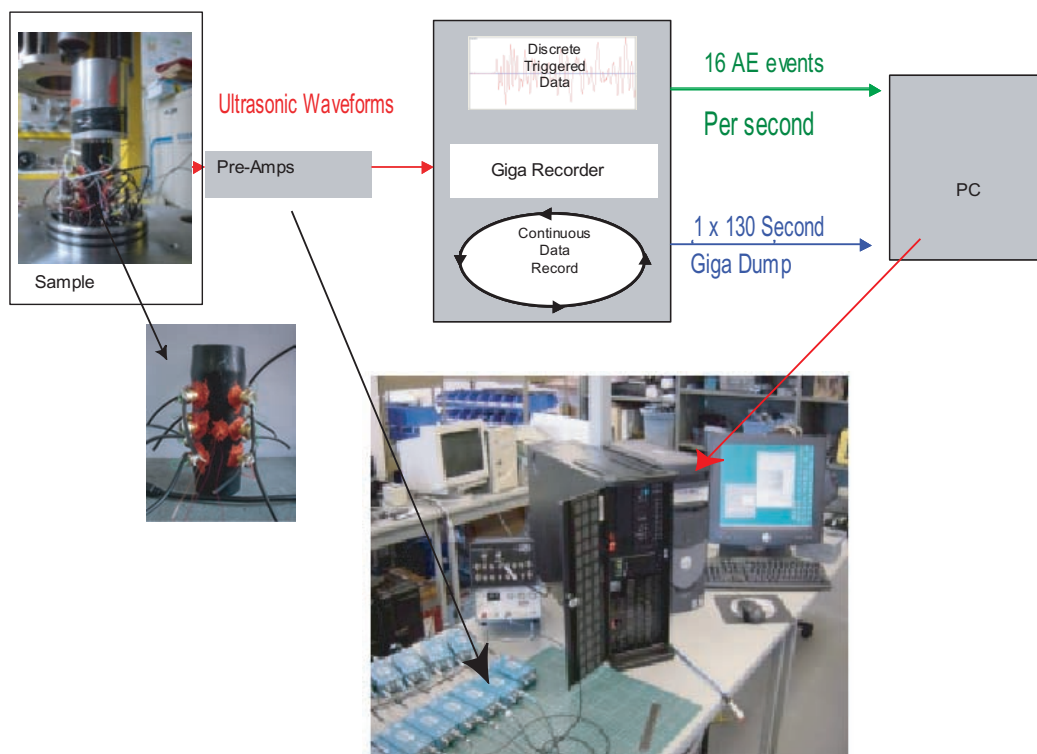 Sample
Ultrasonic Waveforms
Pre-Amps
Discrete
Triggered
Data
Giga Recorder
Continuous
Data
Record
16 AE events
Per second
1 x 130 Second
Giga Dump
PC